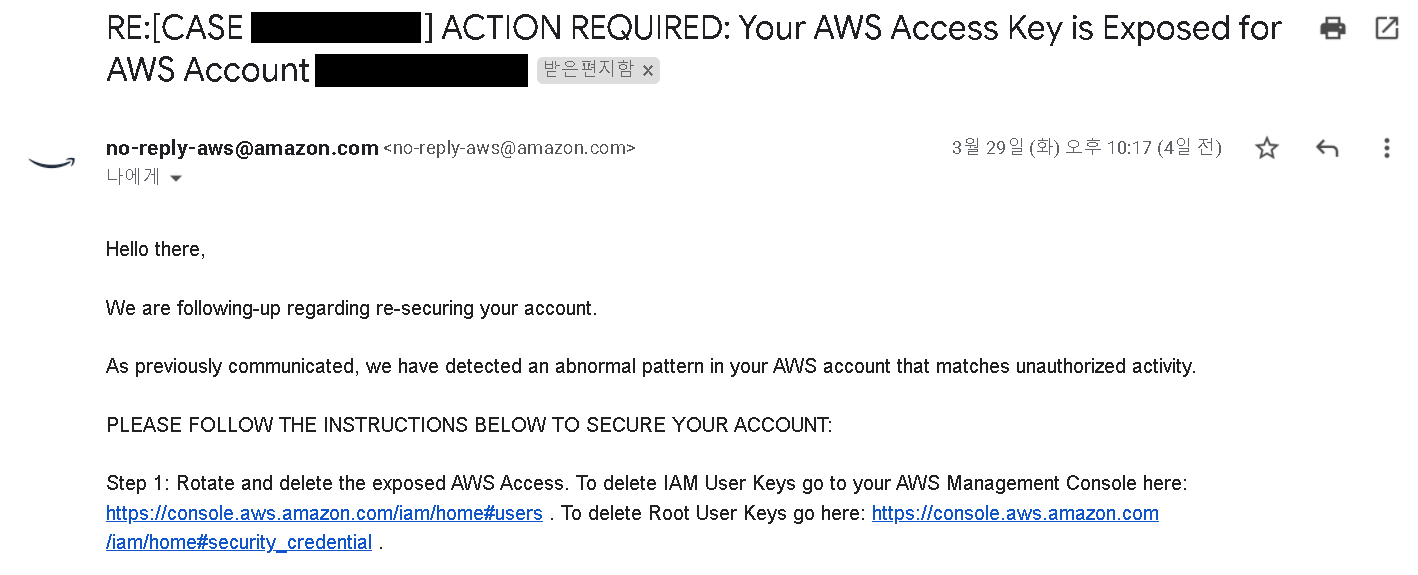 RE:[CASE ] ACTION REQUIRED: Your AWS Access Key is Exposed for
AWS Account 받은편지함 ×
no-reply-aws@amazon.com <no-reply-aws@amazon.com> 3월 29일 (화) 오후 10:17 (4일 전)
나에게
Hello there,
We are following-up regarding re-securing your account.
As previously communicated, we have detected an abnormal pattern in your AWS account that matches unauthorized activity.
PLEASE FOLLOW THE INSTRUCTIONS BELOW TO SECURE YOUR ACCOUNT:
Step 1: Rotate and delete the exposed AWS Access. To delete IAM User Keys go to your AWS Management Console here:
https://console.aws.amazon.com/iam/home#users . To delete Root User Keys go here: https://console.aws.amazon.com
/iam/home#security_credential .